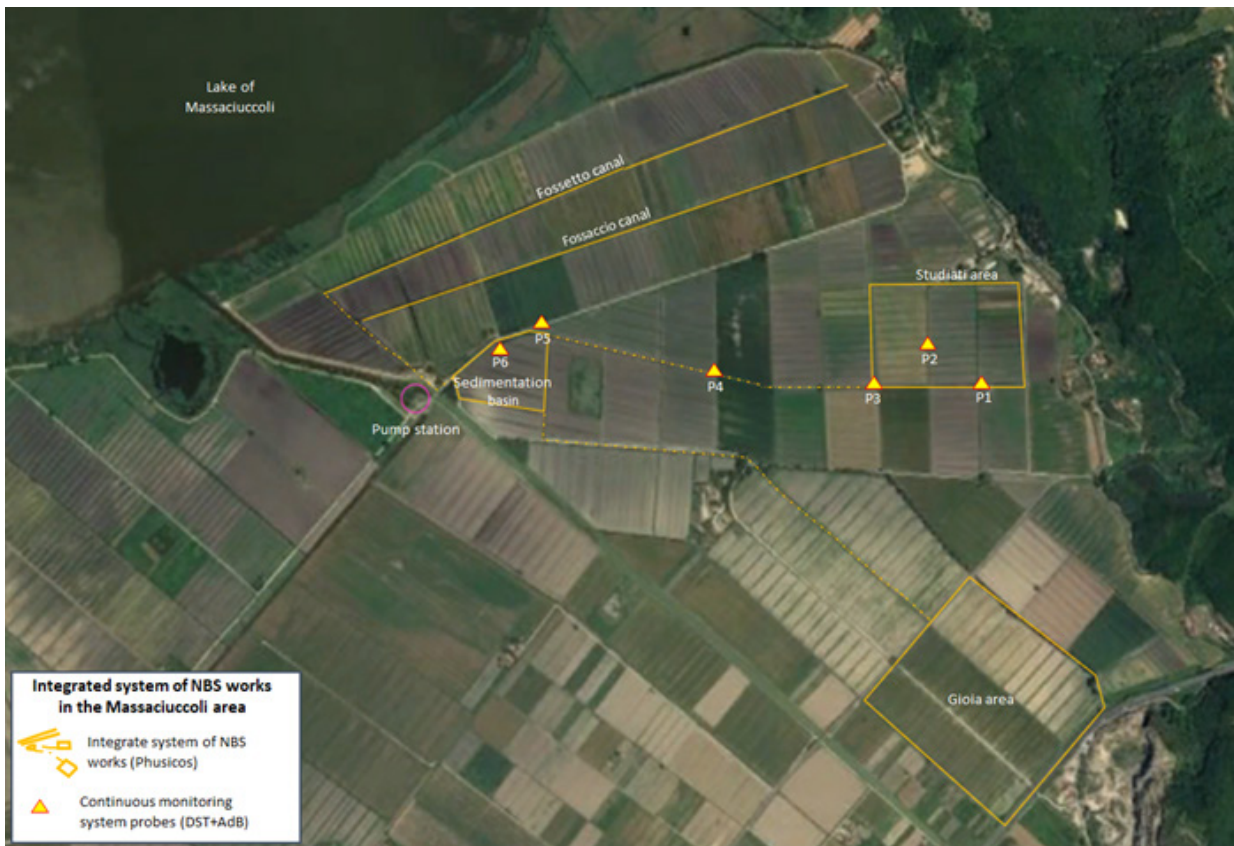 Lake of
Massaciuccoli
Fossetto canal
Fossaccio canal
Studiati area
P5
P2
P6
P4
Sedimentation
basin
P3
P1
Pump station
Gioia area
Integrated system of NBS works
in the Massaciuccoli area
Integrate system of NBS
works (Phusicos)
Continuous monitoring
system probes (DST+AdB)